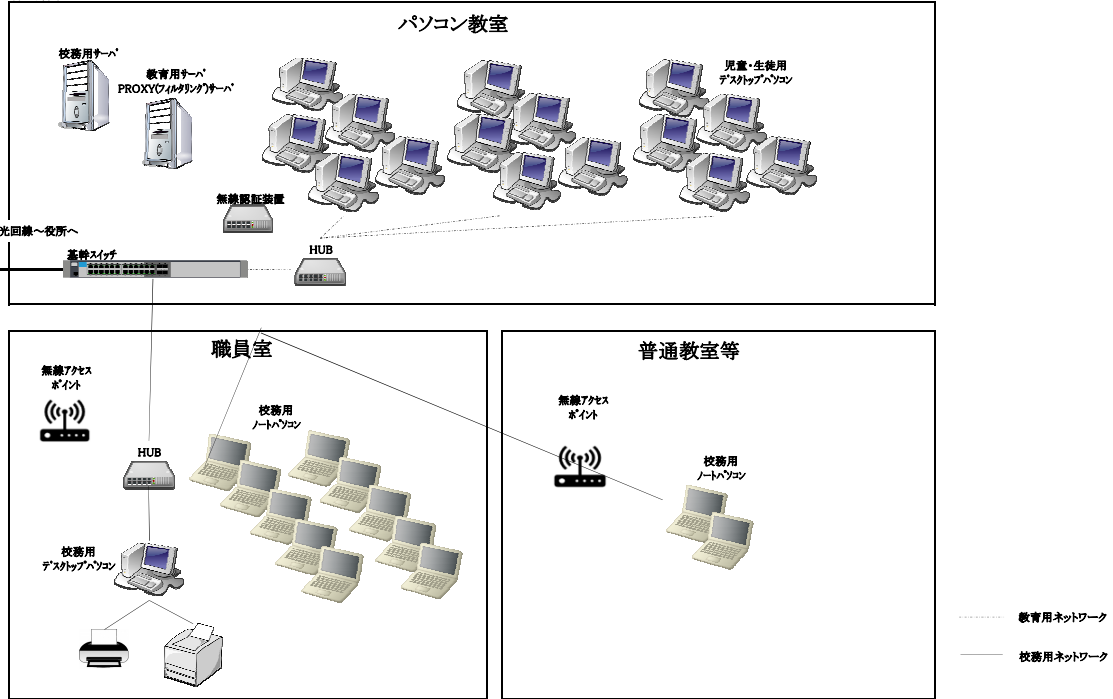 パソコン教室
校務用ｻｰﾊﾞ
教育用ｻｰﾊﾞ
PROXY(ﾌｨﾙﾀﾘﾝｸﾞ)ｻｰﾊﾞ
児童・生徒用
ﾃﾞｽｸﾄｯﾌﾟﾊﾟｿｺﾝ
無線認証装置
光回線～役所へ
基幹スイッチ
HUB
職員室
無線ｱｸｾｽ
ﾎﾟｲﾝﾄ
校務用
ﾉｰﾄﾊﾟｿｺﾝ
HUB
校務用
ﾃﾞｽｸﾄｯﾌﾟﾊﾟｿｺﾝ
普通教室等
無線ｱｸｾｽ
ﾎﾟｲﾝﾄ
校務用
ﾉｰﾄﾊﾟｿｺﾝ
教育用ネットワーク
校務用ネットワーク